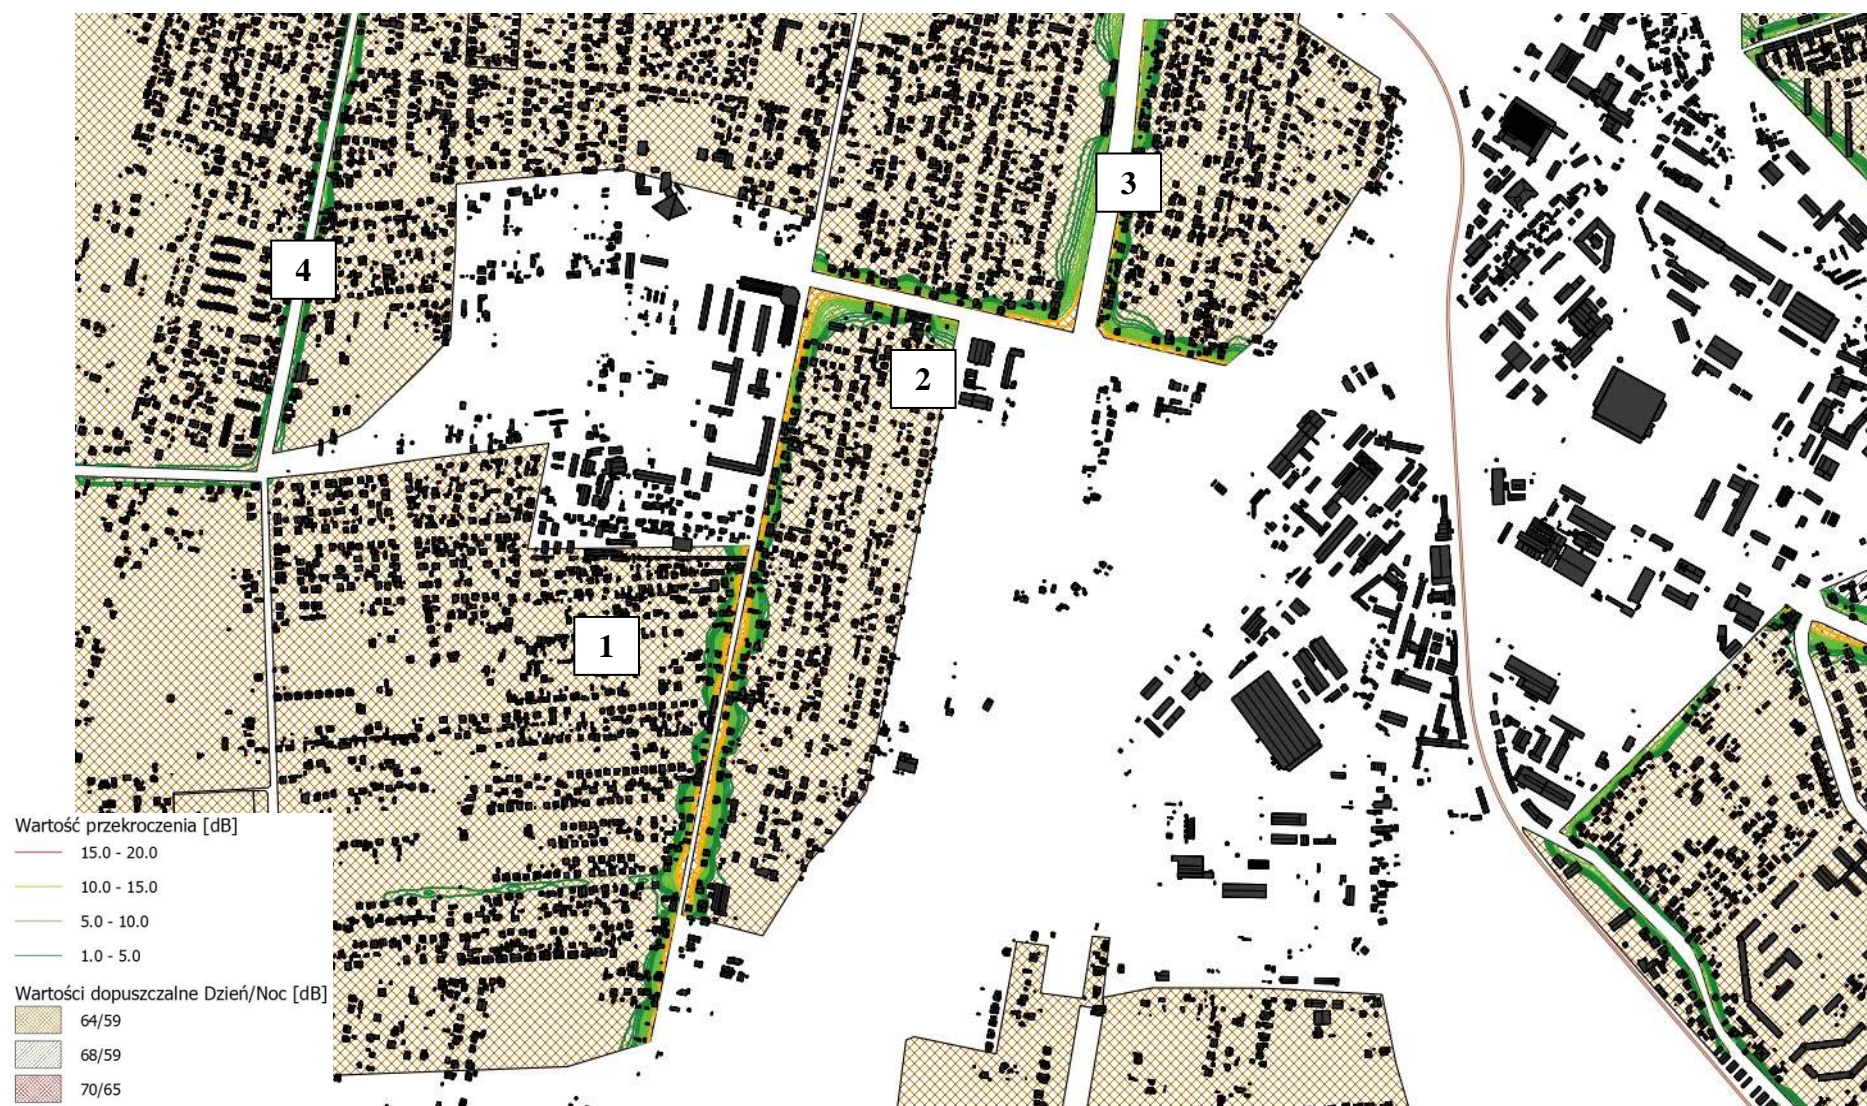 3
4
2
1
Wartość przekroczenia [dB]
15.0 - 20.0
10.0 - 15.0
5.0 - 10.0
1.0 - 5.0
Wartości dopuszczalne Dzień/Noc [dB]
64/59
68/59
70/65